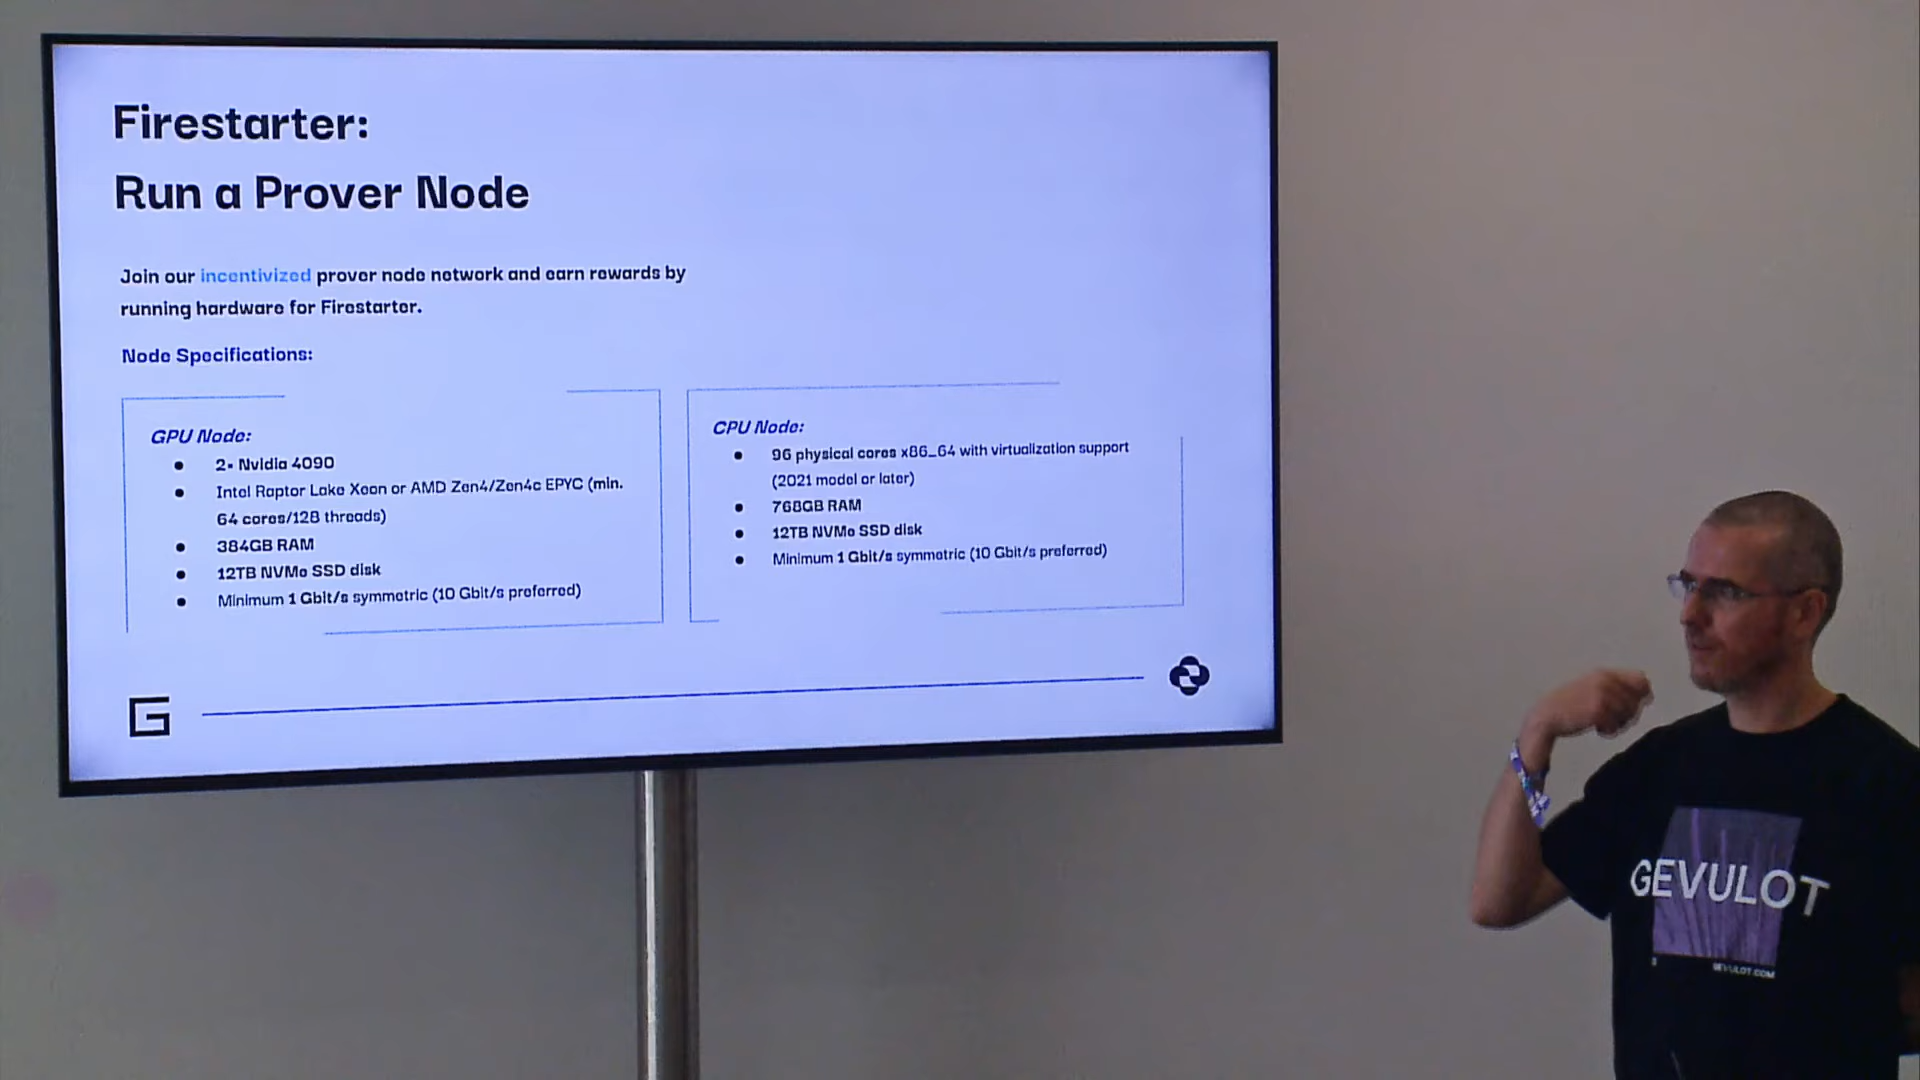 Firestarter:
Run a Prover Node
Join our incentivized prover node network and earn rewards by
running hardware for Firestarter.
Node Specifications:
GPU Node:
● 2× Nvidia 4090
● Intel Raptor Lake Xeon or AMD Zen4/Zen4c EPYC (min.
64 cores/128 threads)
● 384GB RAM
● 12TB NVMe SSD disk
● Minimum 1 Gbit/s symmetric (10 Gbit/s preferred)
CPU Node:
● 96 physical cores x86_64 with virtualization support
(2021 model or later)
● 768GB RAM
● 12TB NVMe SSD disk
● Minimum 1 Gbit/s symmetric (10 Gbit/s preferred)
GEVULOT
GEVULOT.COM